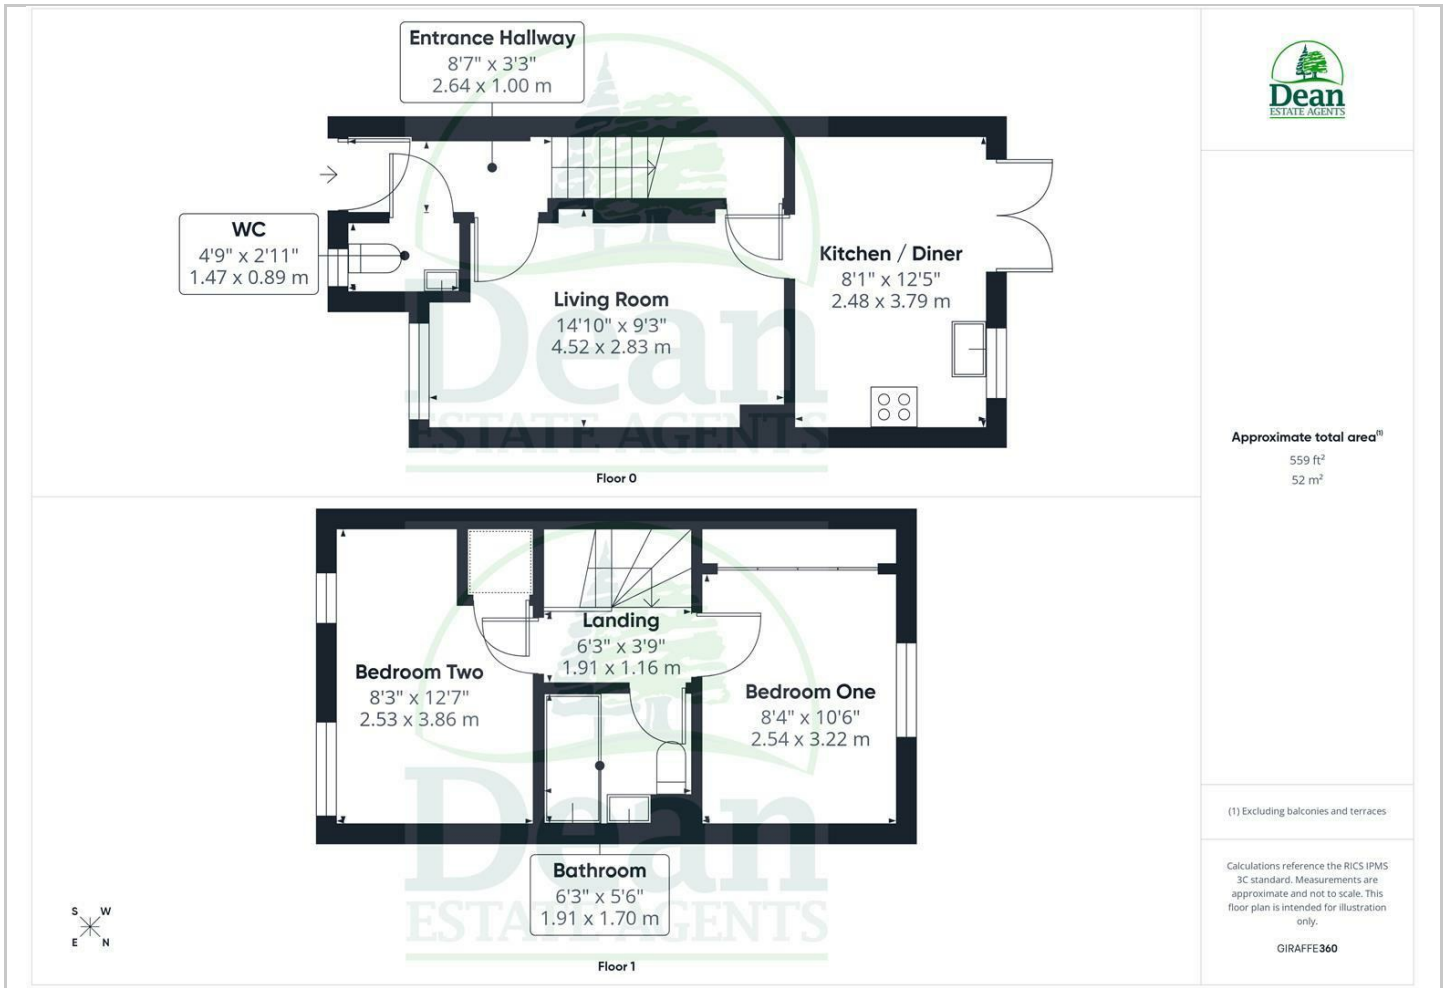 Entrance Hallway
8'7" x 3'3"
2.64 x 1.00 m
WC
4'9" x 2'11"
1.47 x 0.89 m
Living Room
14'10" x 9'3"
4.52 x 2.83 m
Kitchen / Diner
8'1" x 12'5"
2.48 x 3.79 m
Dean
ESTATE AGENTS
Floor 0
Landing
6'3" x 3'9"
1.91 x 1.16 m
Bedroom Two
8'3" x 12'7"
2.53 x 3.86 m
Bedroom One
8'4" x 10'6"
2.54 x 3.22 m
Bathroom
6'3" x 5'6"
1.91 x 1.70 m
Dean
ESTATE AGENTS
Floor 1
S W
E N
Dean
ESTATE AGENTS
Approximate total area(1)
559 ft²
52 m²
(1) Excluding balconies and terraces
Calculations reference the RICS IPMS
3C standard. Measurements are
approximate and not to scale. This
floor plan is intended for illustration
only.
GIRAFFE360